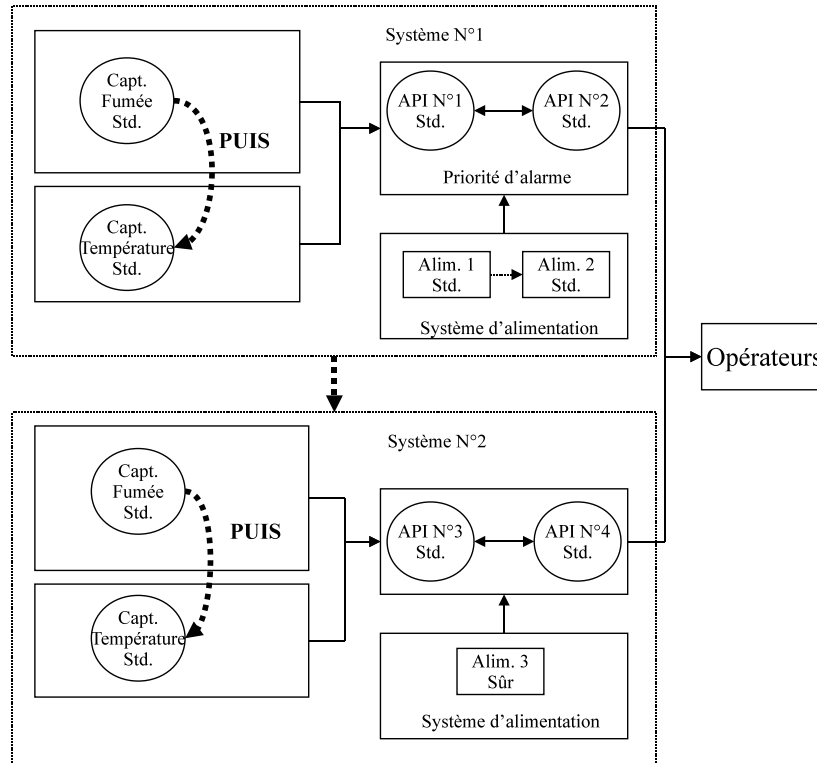 Système N°1
Capt.
Fumée
Std.
PUIS
Capt.
Température
Std.
API N°1
Std.
API N°2
Std.
Priorité d'alarme
Alim. 1
Std.
Alim. 2
Std.
Système d'alimentation
Opérateurs
Système N°2
Capt.
Fumée
Std.
PUIS
Capt.
Température
Std.
API N°3
Std.
API N°4
Std.
Alim. 3
Sûr
Système d'alimentation